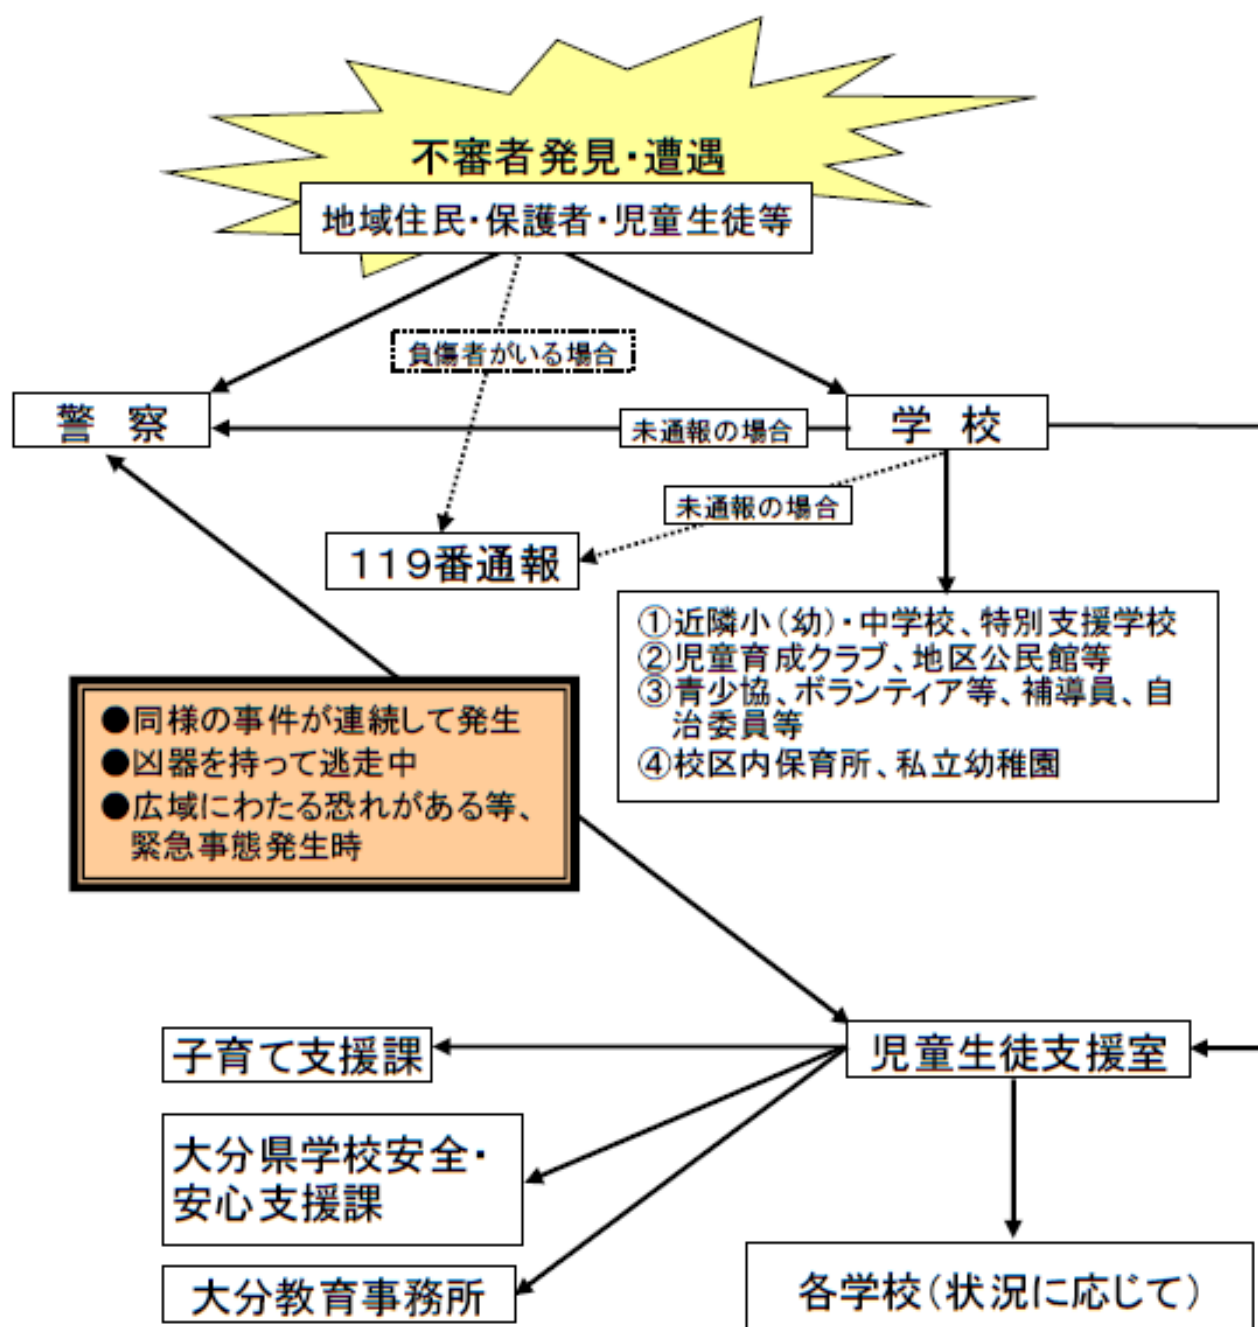 不審者発見・遭遇
地域住民・保護者・児童生徒等
負傷者がいる場合
警　察
未通報の場合
学　校
未通報の場合
１１９番通報
①近隣小（幼）・中学校、特別支援学校
②児童育成クラブ、地区公民館等
③青少協、ボランティア等、補導員、自
治委員等
④校区内保育所、私立幼稚園
●同様の事件が連続して発生
●凶器を持って逃走中
●広域にわたる恐れがある等、
緊急事態発生時
子育て支援課
児童生徒支援室
大分県学校安全・
安心支援課
大分教育事務所
各学校（状況に応じて）